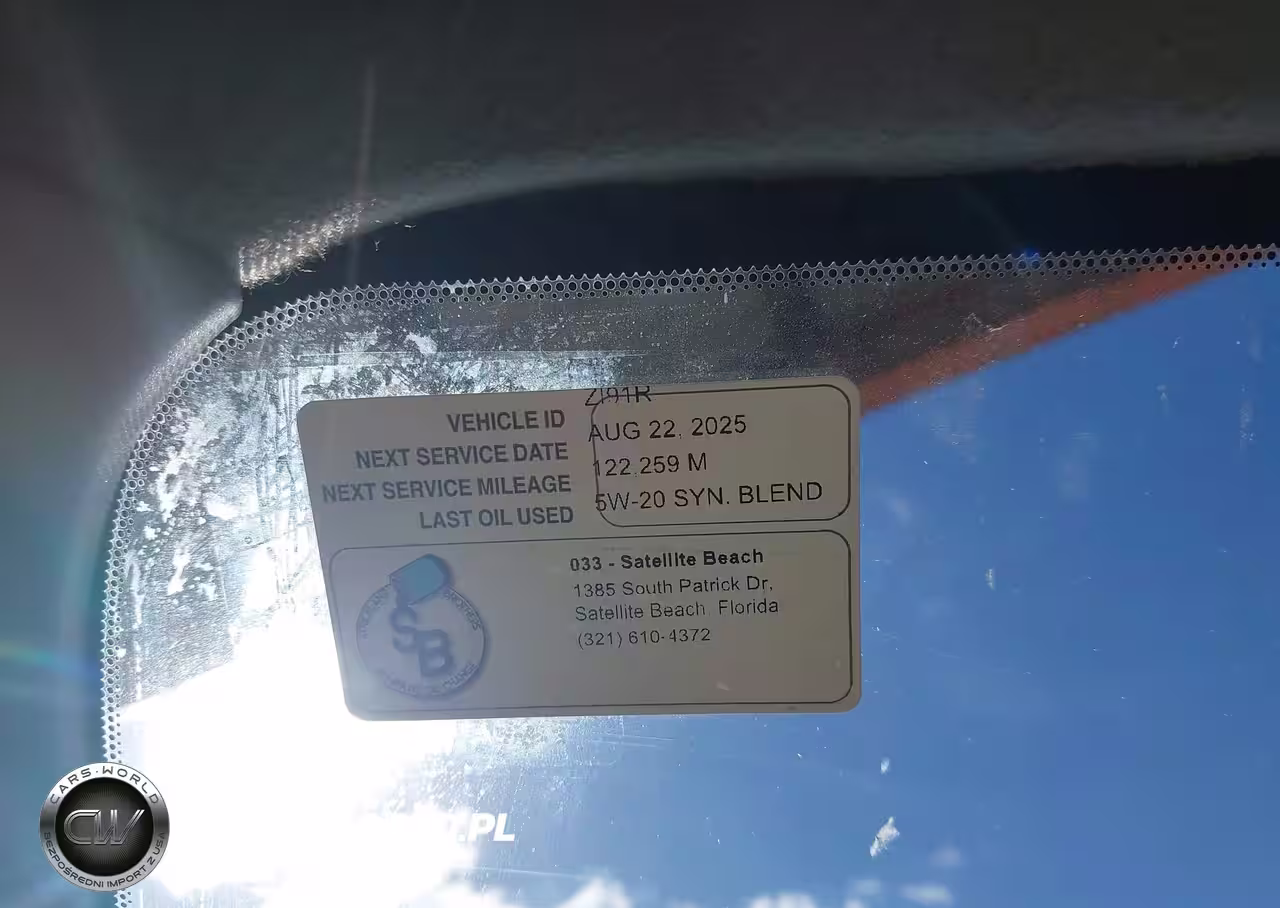 VEHICLE ID ZI91R
NEXT SERVICE DATE AUG 22, 2025
NEXT SERVICE MILEAGE 122,259 M
LAST OIL USED 5W-20 SYN. BLEND
033 - Satellite Beach
1385 South Patrick Dr,
Satellite Beach, Florida
(321) 610-4372
SB
BROTHERS
.PL
CARS·WORLD
CW
BEZPOŚREDNI IMPORT Z USA